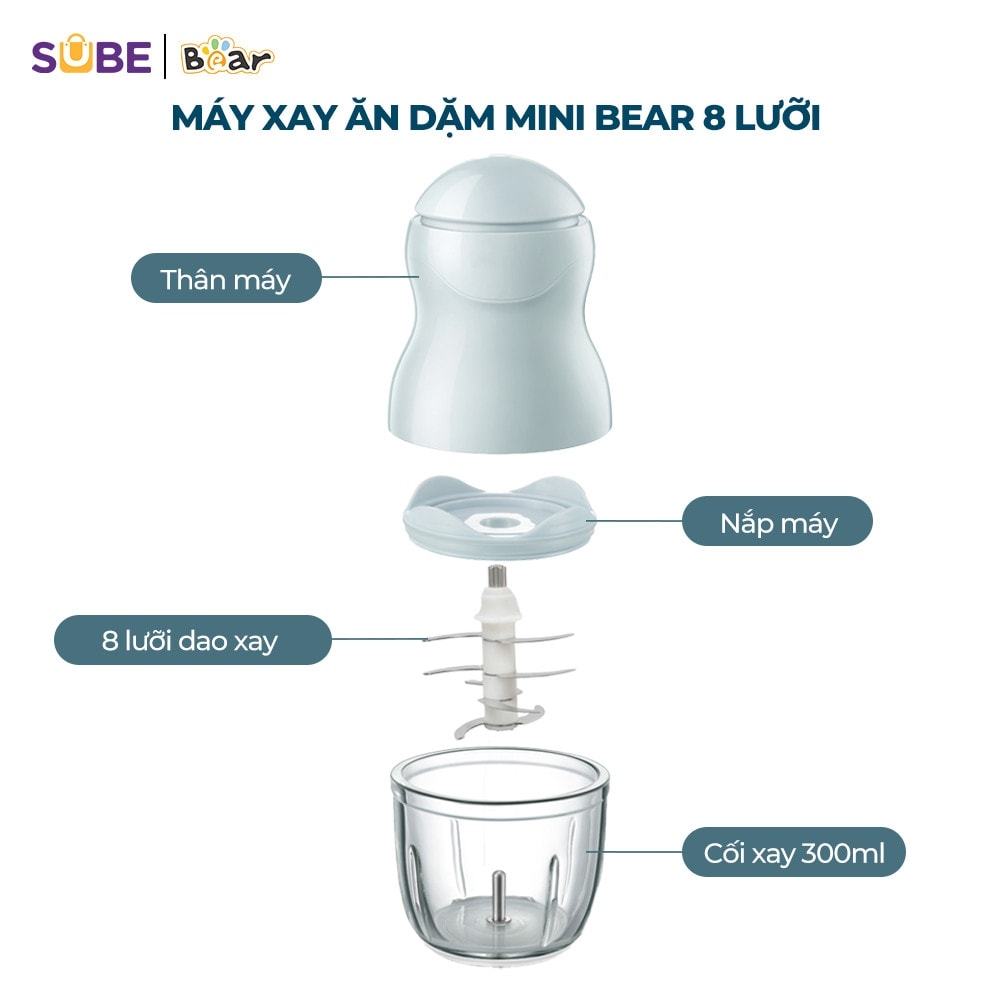 SUBE | Bear
MÁY XAY ĂN DẶM MINI BEAR 8 LƯỠI
Thân máy
Nắp máy
8 lưỡi dao xay
Cối xay 300ml